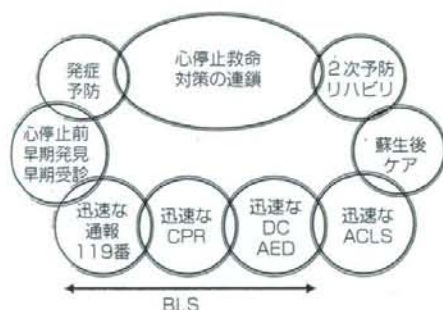 心停止救命
対策の連鎖
発症
予防
2次予防
リハビリ
心停止前
早期発見
早期受診
蘇生後
ケア
迅速な
通報
119番
迅速な
CPR
迅速な
DC
AED
迅速な
ACLS
BLS